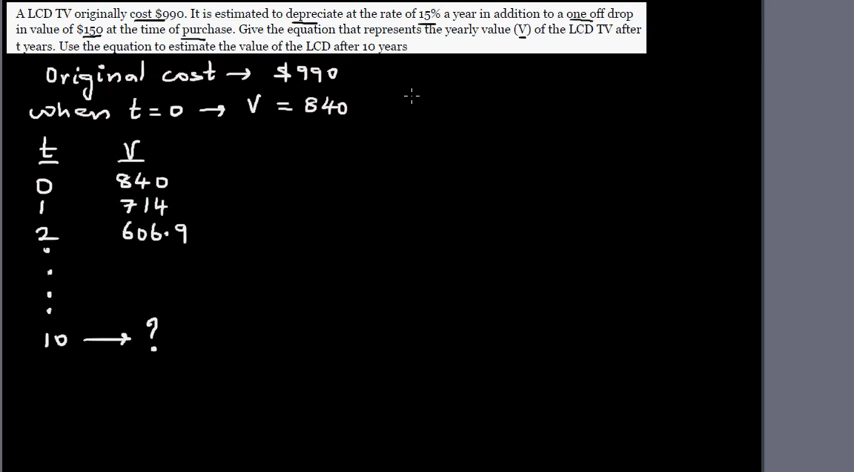 A LCD TV originally cost $990. It is estimated to depreciate at the rate of 15% a year in addition to a one off drop
in value of $150 at the time of purchase. Give the equation that represents the yearly value (V) of the LCD TV after
t years. Use the equation to estimate the value of the LCD after 10 years
Original cost → $990
when t = 0 → V = 840
t V
0 840
1 714
2 606.9
10 → ?